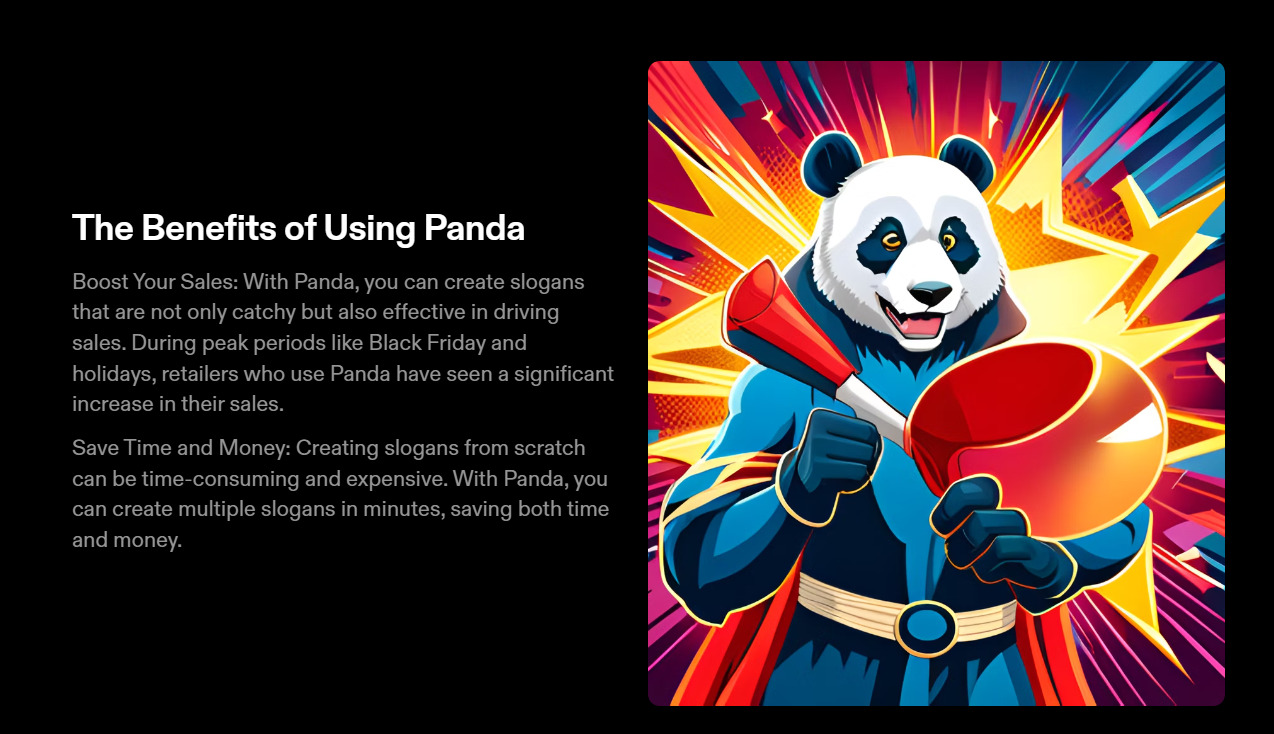 The Benefits of Using Panda
Boost Your Sales: With Panda, you can create slogans
that are not only catchy but also effective in driving
sales. During peak periods like Black Friday and
holidays, retailers who use Panda have seen a significant
increase in their sales.
Save Time and Money: Creating slogans from scratch
can be time-consuming and expensive. With Panda, you
can create multiple slogans in minutes, saving both time
and money.